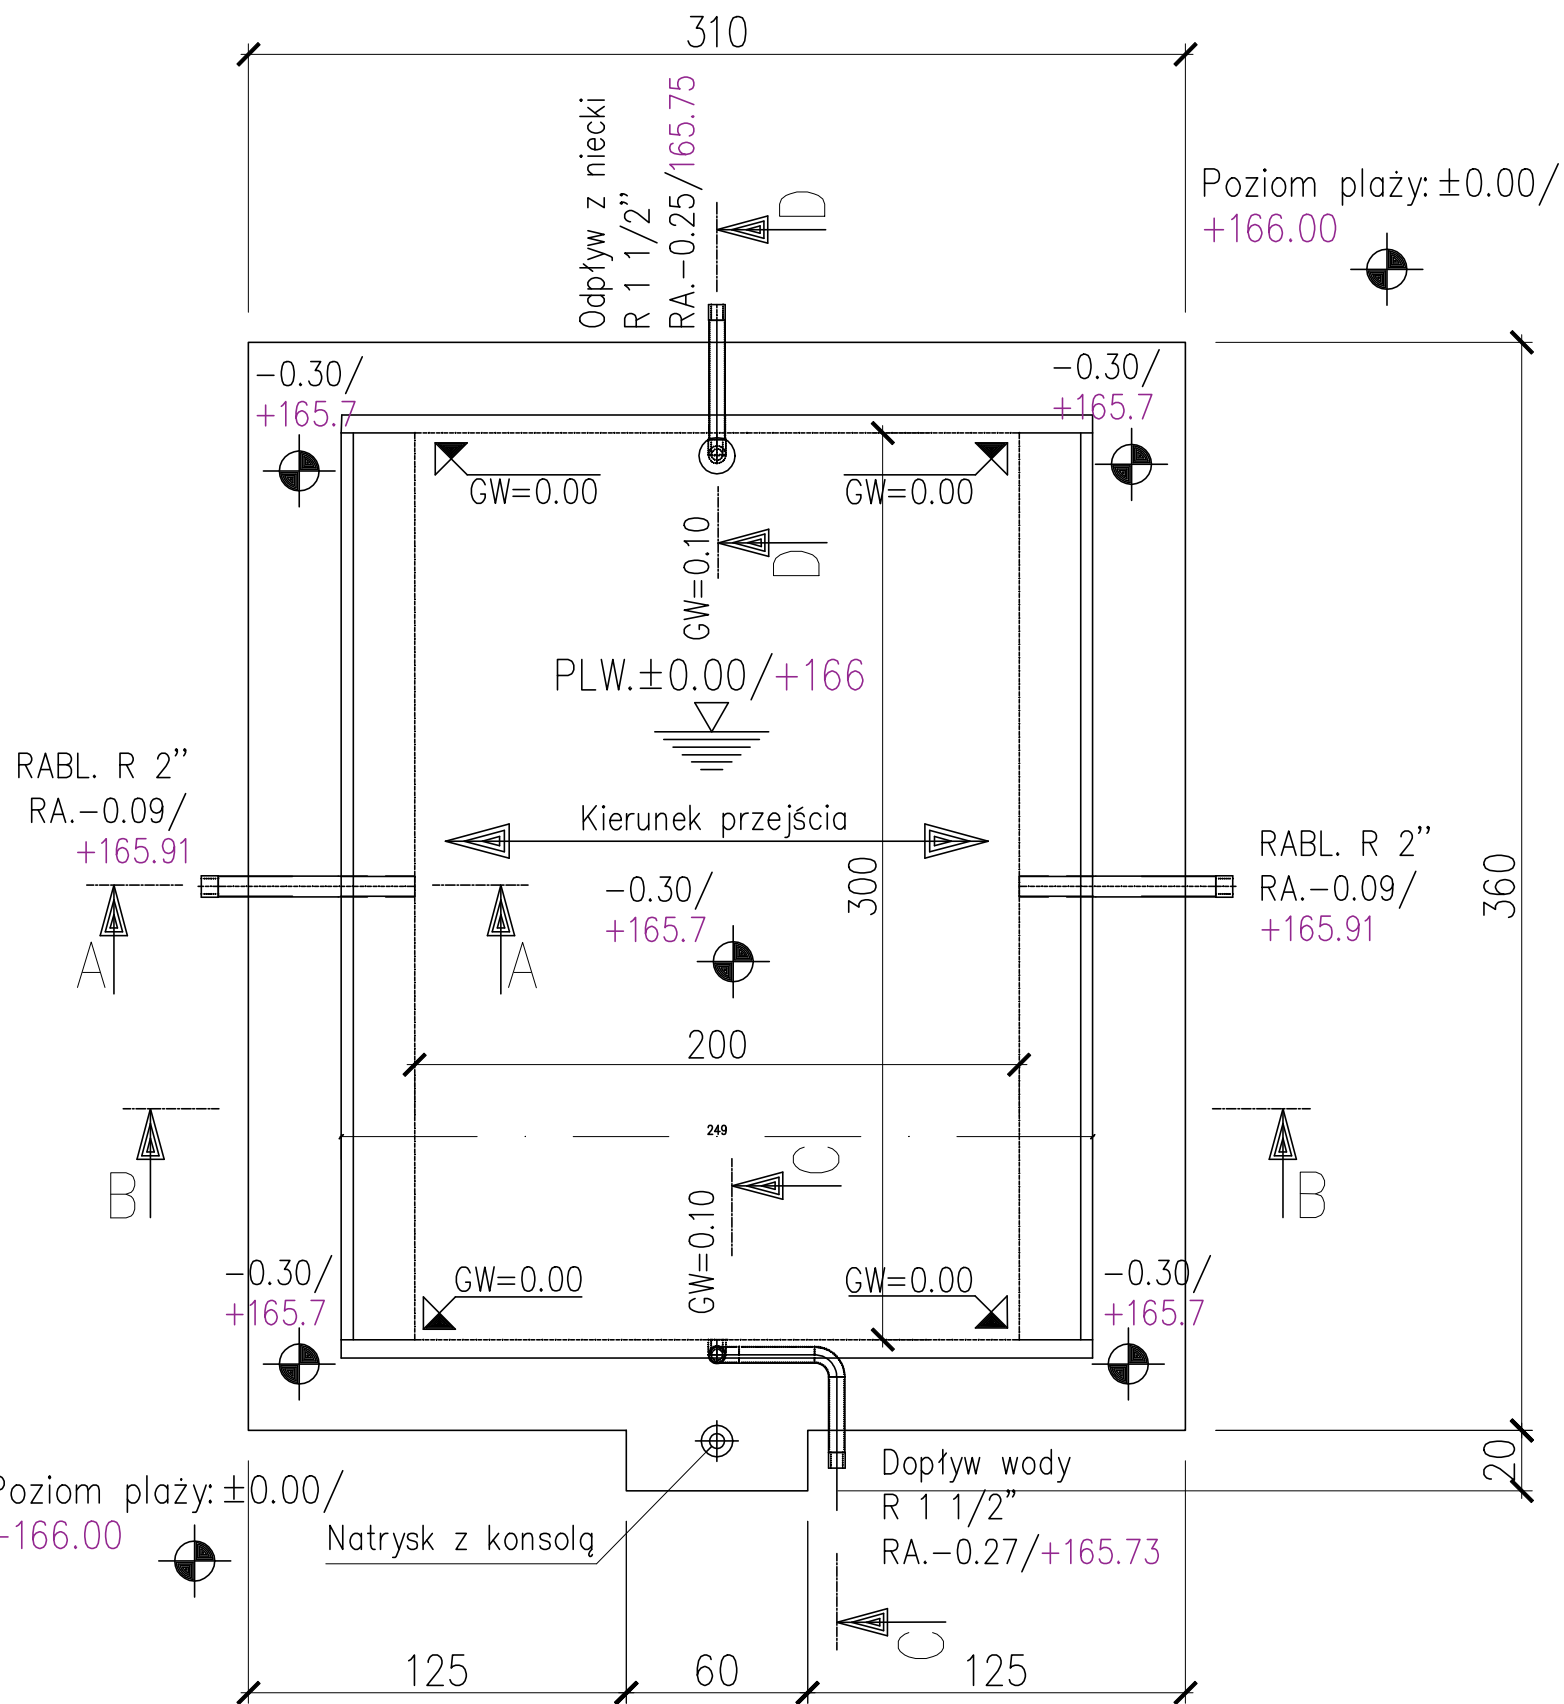 310
Odpływ z niecki
R 1 1/2”
RA.-0.25/165.75
D
Poziom plaży: ±0.00/
+166.00
-0.30/
+165.7
-0.30/
+165.7
GW=0.00
GW=0.00
GW=0.10
D
PLW.±0.00/+166
RABL. R 2”
RA.-0.09/
+165.91
Kierunek przejścia
RABL. R 2”
RA.-0.09/
+165.91
300
360
-0.30/
+165.7
A
A
200
249
B
C
B
GW=0.10
-0.30/
+165.7
GW=0.00
GW=0.00
-0.30/
+165.7
20
Poziom plaży: ±0.00/
+166.00
Natrysk z konsolą
Dopływ wody
R 1 1/2”
RA.-0.27/+165.73
C
125
60
125